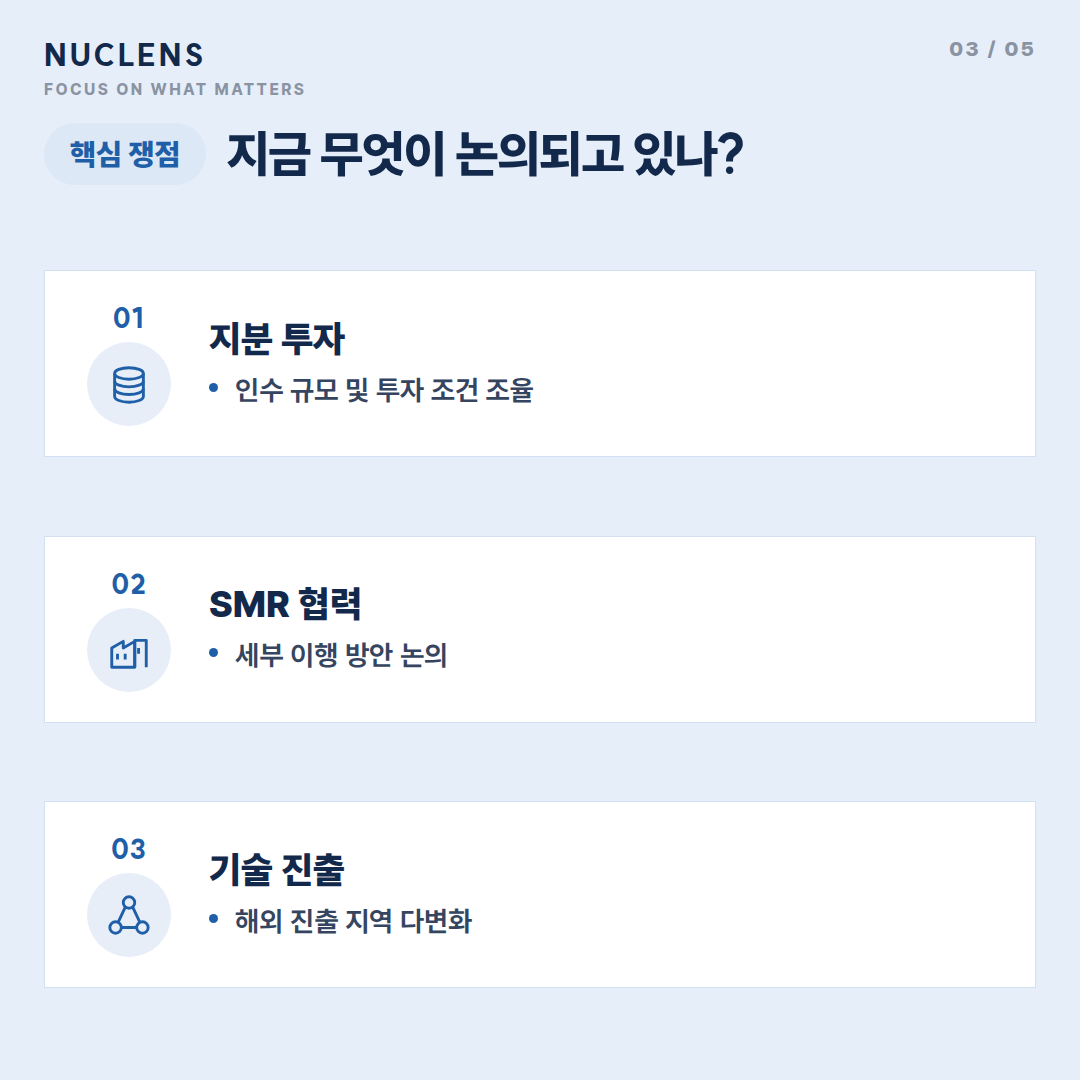 NUCLENS
03 / 05
FOCUS ON WHAT MATTERS
핵심 쟁점
지금 무엇이 논의되고 있나?
01
지분 투자
• 인수 규모 및 투자 조건 조율
02
SMR 협력
• 세부 이행 방안 논의
03
기술 진출
• 해외 진출 지역 다변화